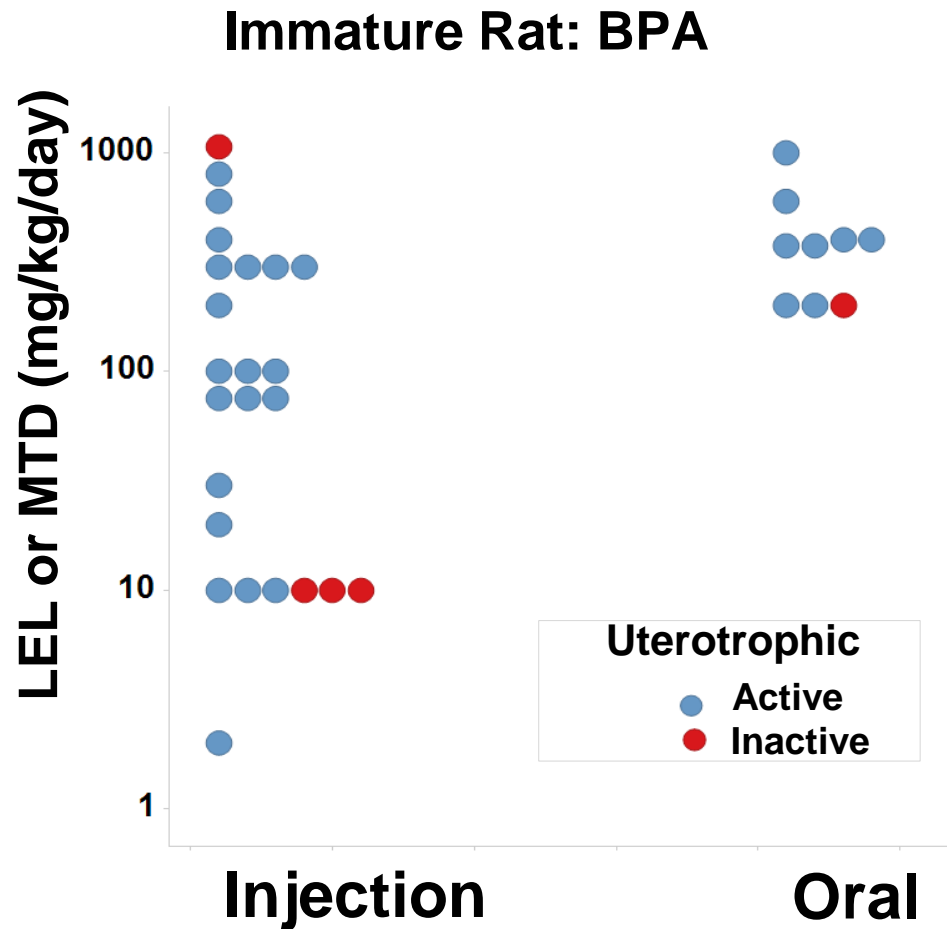 Immature Rat: BPA
LEL or MTD (mg/kg/day)
1000
100
10
1
Uterotrophic
Active
Inactive
Injection
Oral